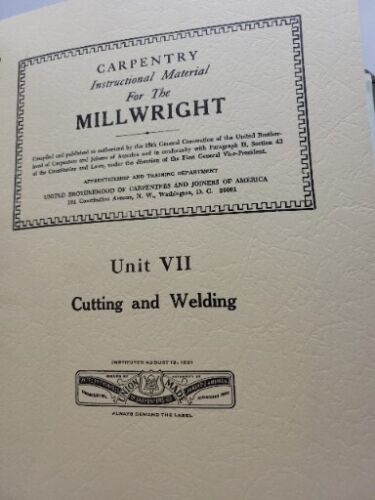 CARPENTRY
Instructional Material
For the
MILLWRIGHT
Compiled and published as authorized by the 18th General Convention of the United Brother-
hood of Carpenters and Joiners of America and in conformity with Paragraph H, Section 42
of the Constitution and Laws, under the direction of the First General Vice-President.
APPRENTICESHIP AND TRAINING DEPARTMENT
UNITED BROTHERHOOD OF CARPENTERS AND JOINERS OF AMERICA
101 Constitution Avenue, N. W., Washington, D. C. 20001
Unit VII
Cutting and Welding
INSTITUTED AUGUST 12, 1881
UNION MADE
ALWAYS DEMAND THE LABEL